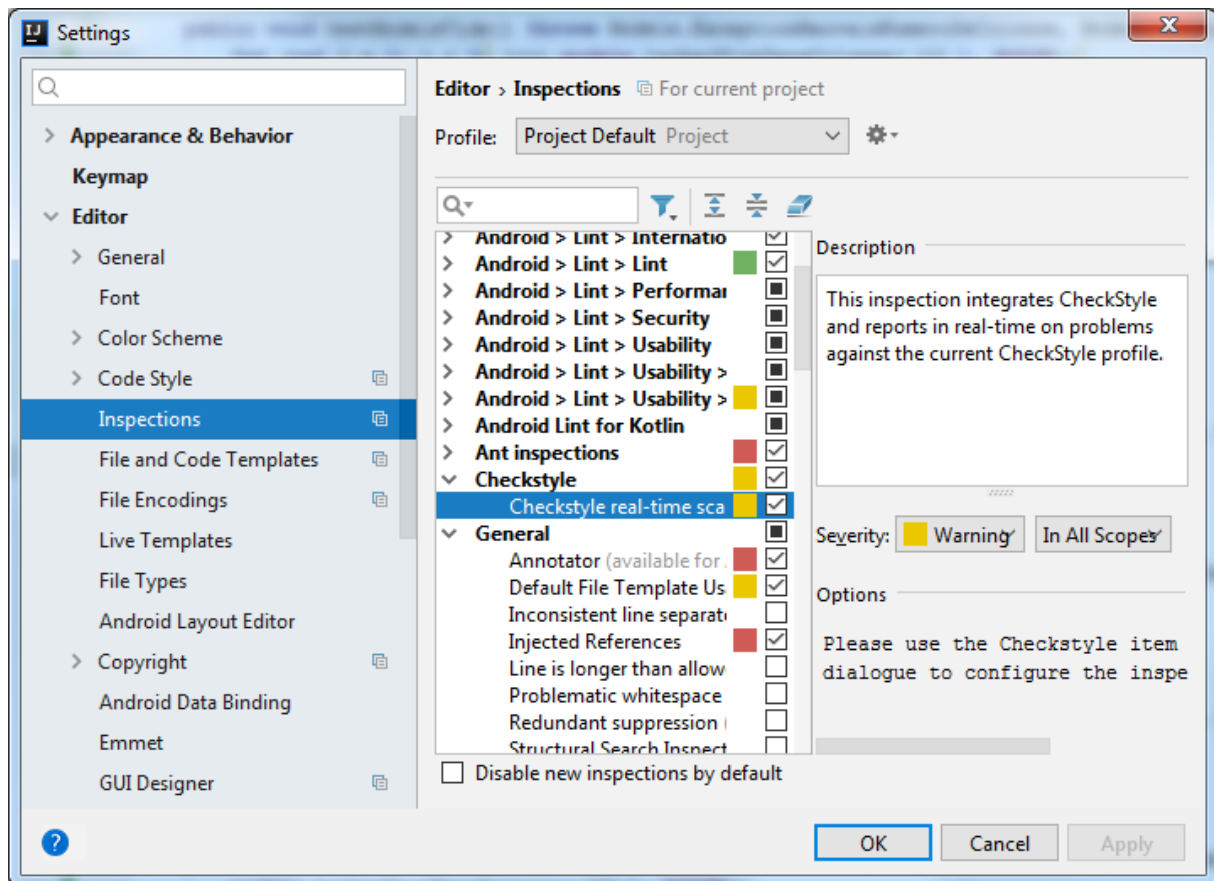 Settings
Editor › Inspections For current project
Profile: Project Default Project
Appearance & Behavior
Keymap
Editor
General
Font
Color Scheme
Code Style
Inspections
File and Code Templates
File Encodings
Live Templates
File Types
Android Layout Editor
Copyright
Android Data Binding
Emmet
GUI Designer
Android > Lint > Internatio
Android > Lint > Lint
Android > Lint > Performa
Android > Lint > Security
Android > Lint > Usability
Android > Lint > Usability >
Android > Lint > Usability >
Android Lint for Kotlin
Ant inspections
Checkstyle
Checkstyle real-time sca
General
Annotator (available for
Default File Template Us
Inconsistent line separat
Injected References
Line is longer than allow
Problematic whitespace
Redundant suppression (
Structural Search Inspect
Disable new inspections by default
Description
This inspection integrates CheckStyle
and reports in real-time on problems
against the current CheckStyle profile.
Severity: Warning In All Scopes
Options
Please use the Checkstyle item
dialogue to configure the inspe
? OK Cancel Apply